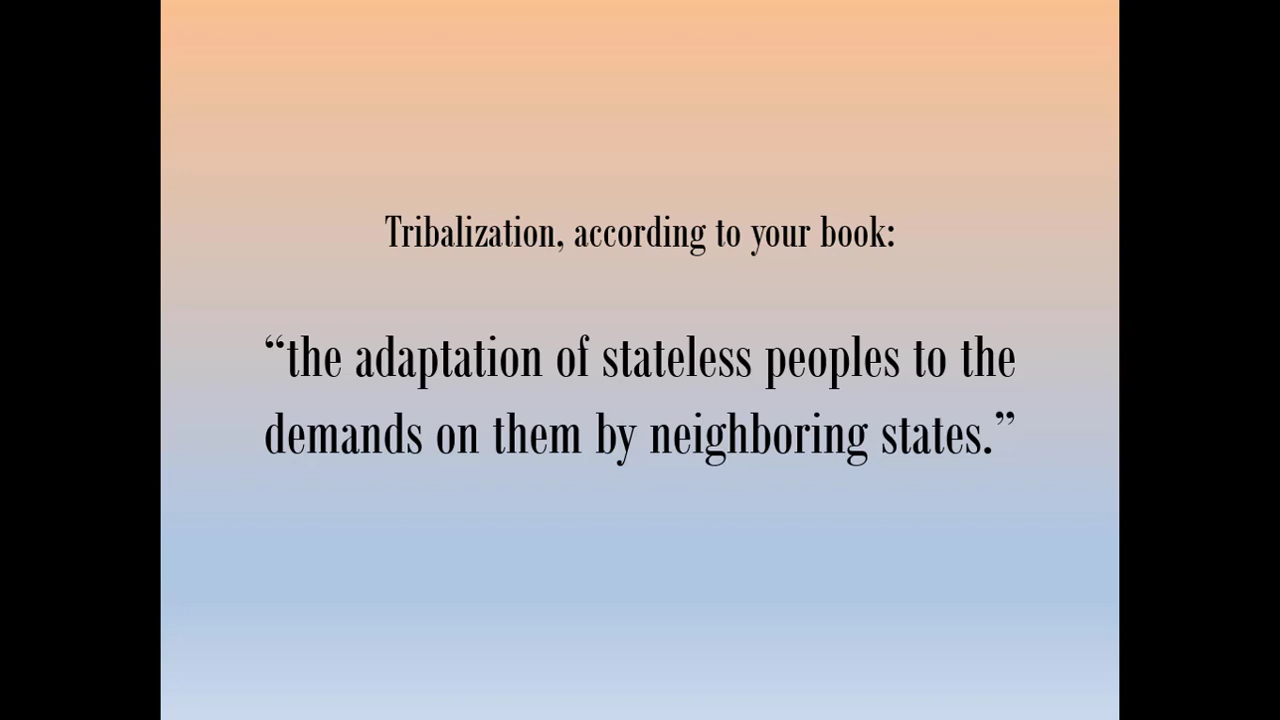 Tribalization, according to your book:
“the adaptation of stateless peoples to the
demands on them by neighboring states.”